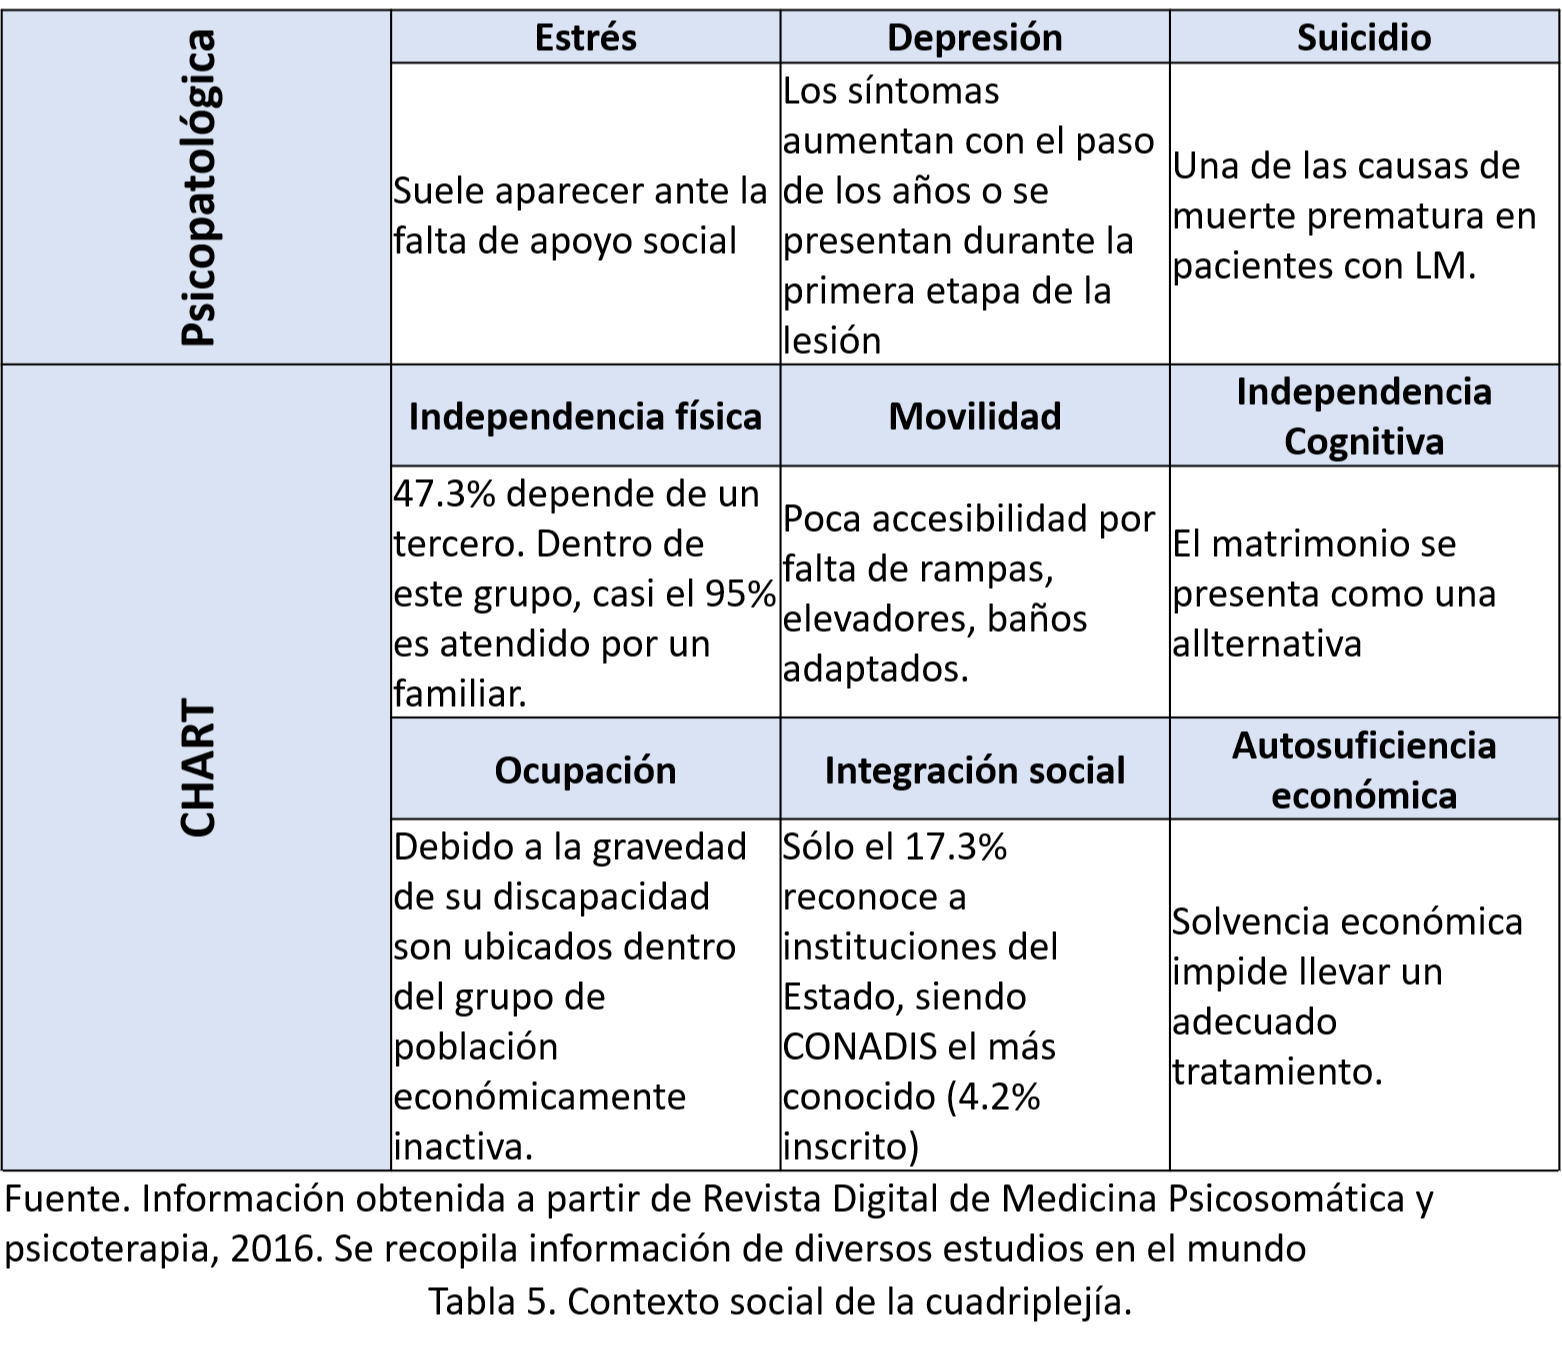 Psicopatológica
Estrés
Depresión
Suicidio
Suele aparecer ante la
falta de apoyo social
Los síntomas
aumentan con el paso
de los años o se
presentan durante la
primera etapa de la
lesión
Una de las causas de
muerte prematura en
pacientes con LM.
CHART
Independencia física
Movilidad
Independencia
Cognitiva
47.3% depende de un
tercero. Dentro de
este grupo, casi el 95%
es atendido por un
familiar.
Poca accesibilidad por
falta de rampas,
elevadores, baños
adaptados.
El matrimonio se
presenta como una
allternativa
Ocupación
Integración social
Autosuficiencia
económica
Debido a la gravedad
de su discapacidad
son ubicados dentro
del grupo de
población
económicamente
inactiva.
Sólo el 17.3%
reconoce a
instituciones del
Estado, siendo
CONADIS el más
conocido (4.2%
inscrito)
Solvencia económica
impide llevar un
adecuado
tratamiento.
Fuente. Información obtenida a partir de Revista Digital de Medicina Psicosomática y
psicoterapia, 2016. Se recopila información de diversos estudios en el mundo
Tabla 5. Contexto social de la cuadriplejía.